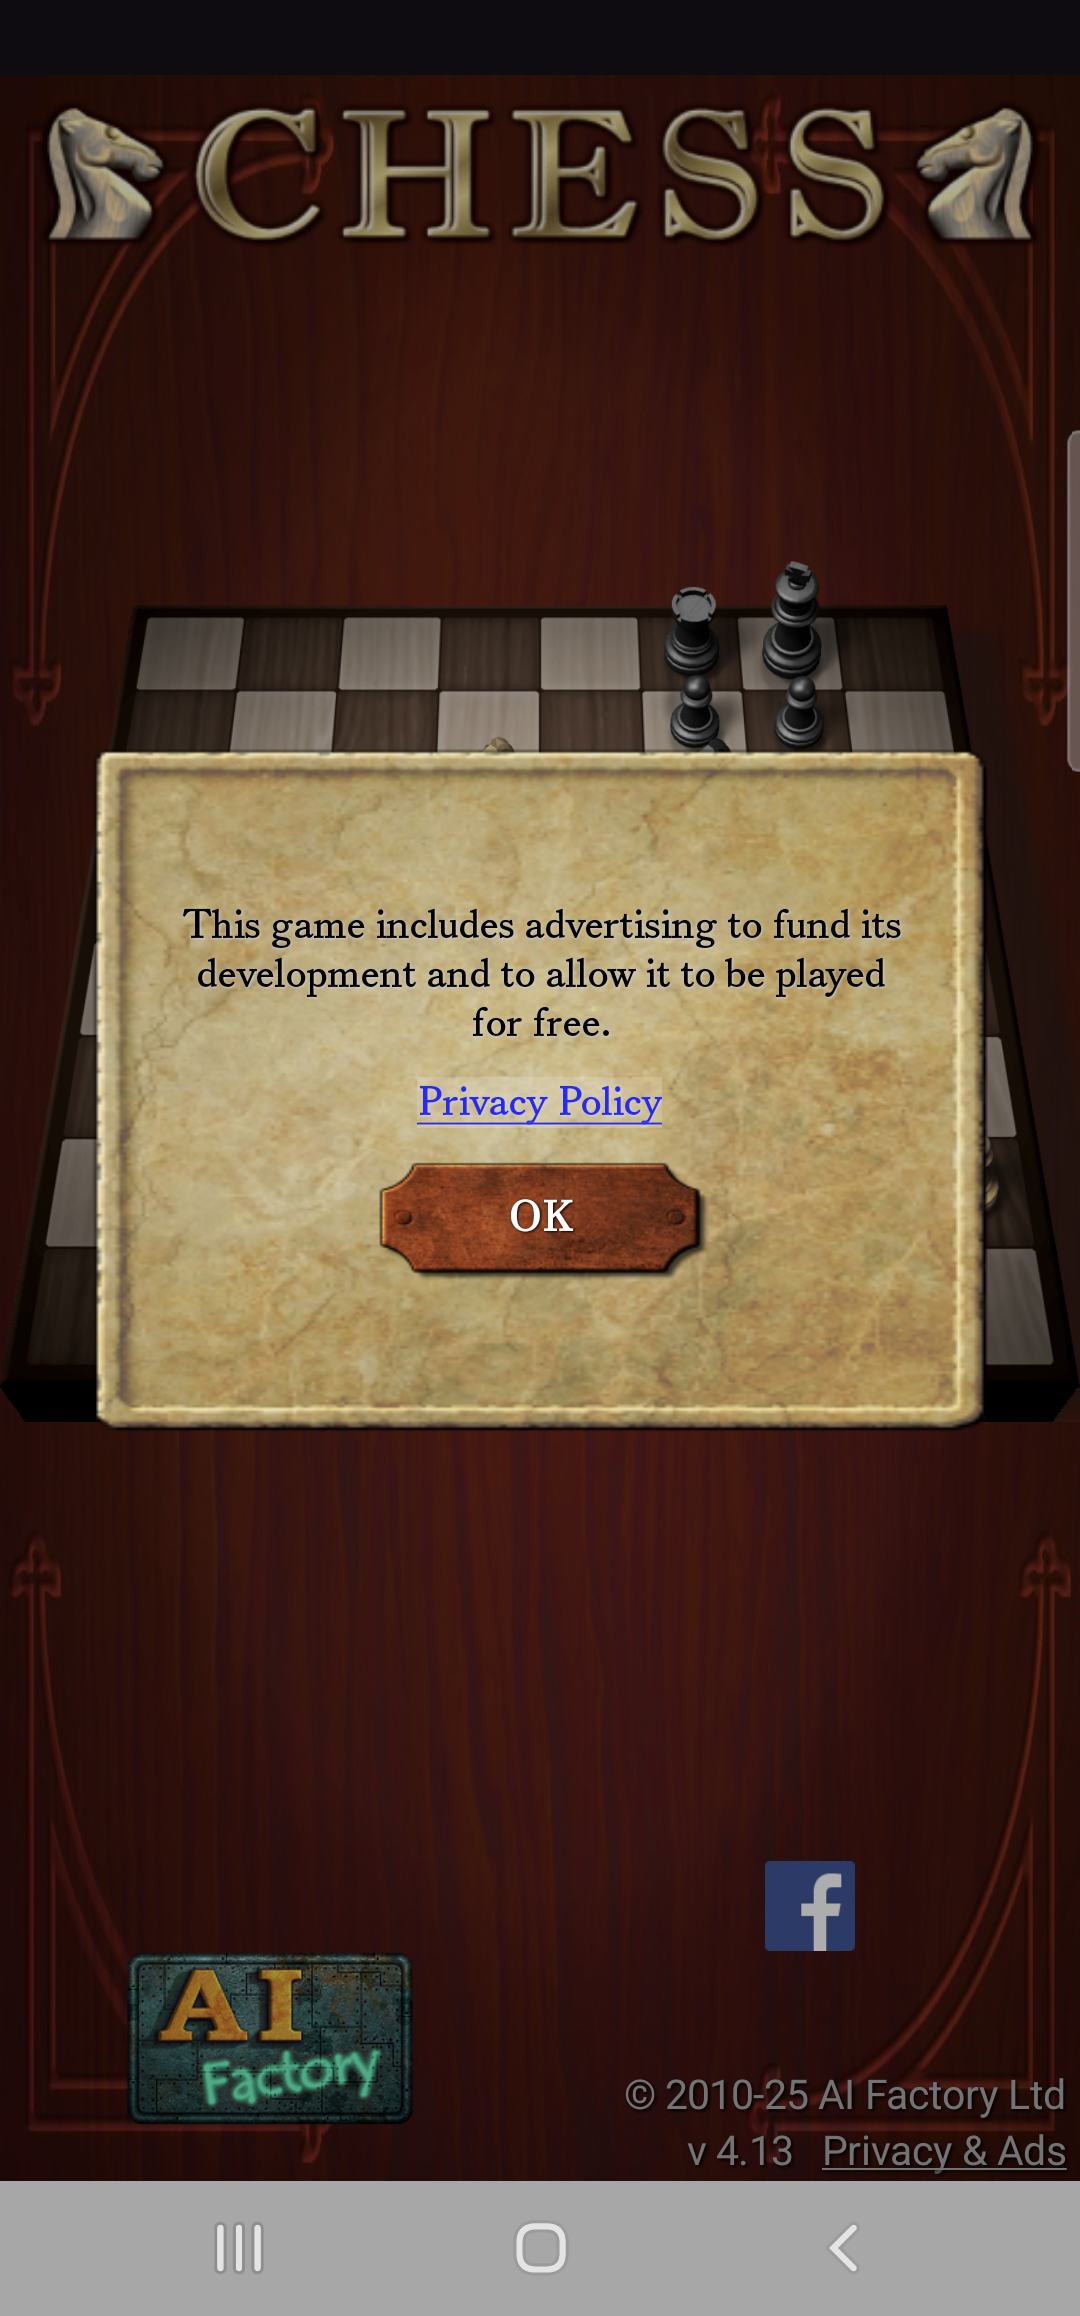 CHESS
This game includes advertising to fund its
development and to allow it to be played
for free.
Privacy Policy
OK
AI
Factory
© 2010-25 AI Factory Ltd
v 4.13 Privacy & Ads